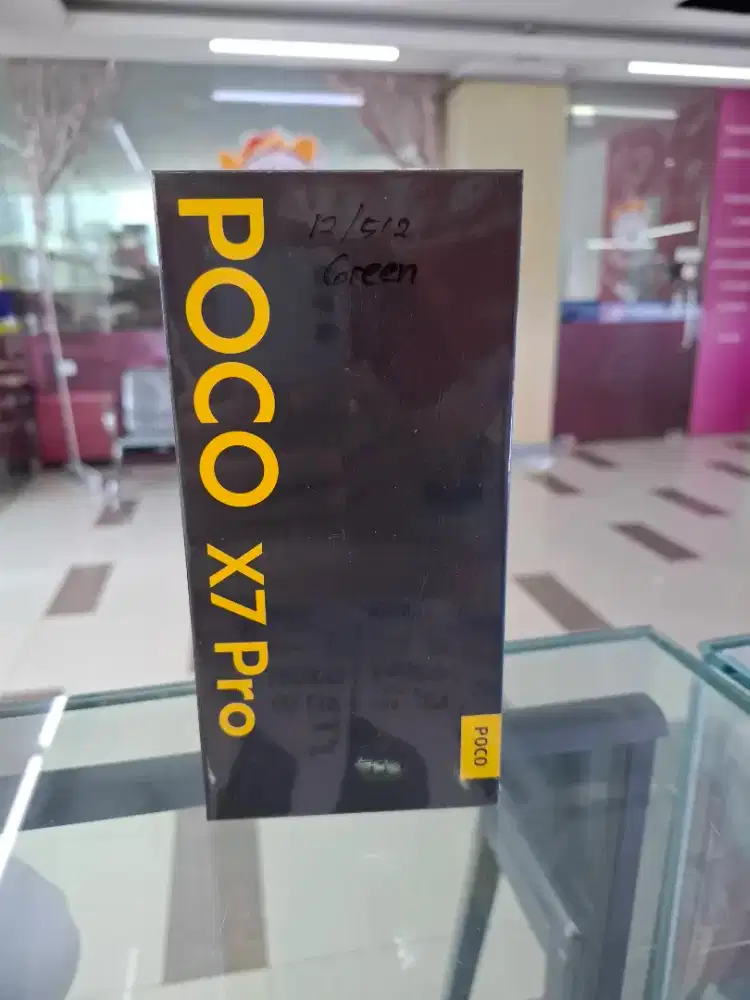 POCO X7 Pro
12/512
Green
POCO